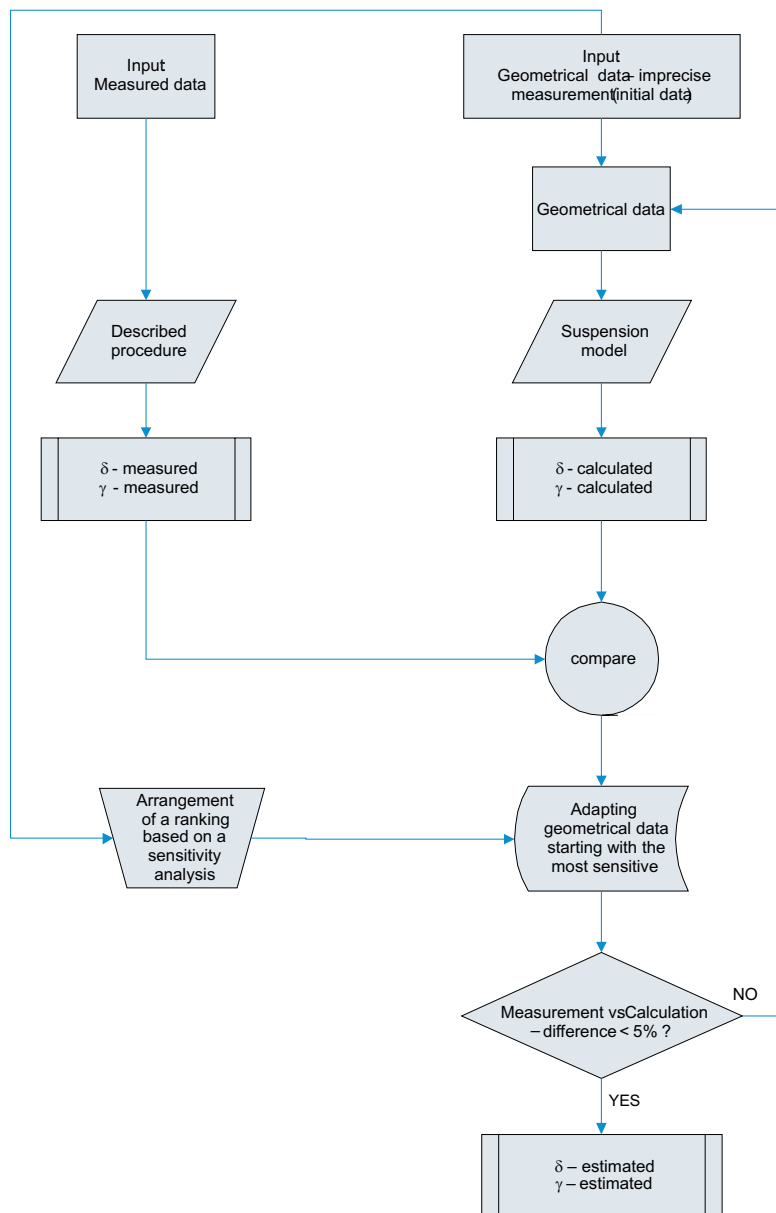 Input
Measured data
Input
Geometrical data– imprecise
measurement(initial data)
Geometrical data
Described
procedure
Suspension
model
δ - measured
γ - measured
δ - calculated
γ - calculated
compare
Arrangement
of a ranking
based on a
sensitivity
analysis
Adapting
geometrical data
starting with the
most sensitive
Measurement vsCalculation
– difference < 5% ?
NO
YES
δ – estimated
γ – estimated